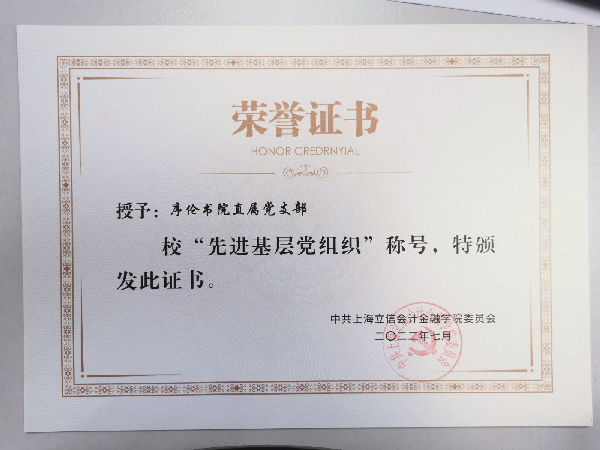 荣誉证书
HONOR CREDRNYIAL
授予：序伦书院直属党支部
校“先进基层党组织”称号，特颁
发此证书。
中共上海立信会计金融学院委员会
二〇二二年七月